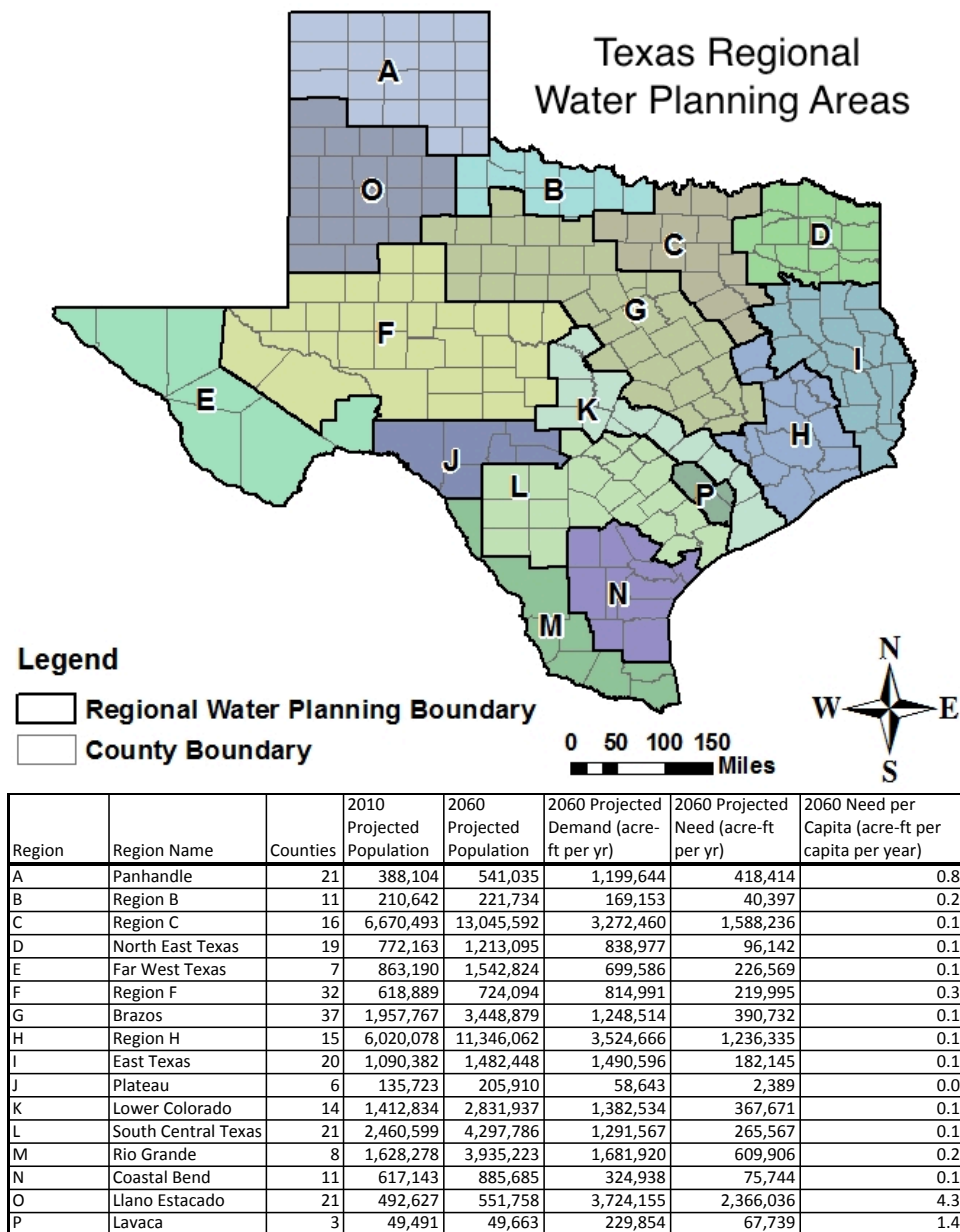 Texas Regional
Water Planning Areas
A
O
B
C
D
G
F
I
E
K
H
J
L
P
N
M
Legend
Regional Water Planning Boundary
County Boundary
0 50 100 150
Miles
N
W E
S
Region Region Name Counties 2010 Projected Population 2060 Projected Population 2060 Projected Demand (acre-ft per yr) 2060 Projected Need (acre-ft per yr) 2060 Need per Capita (acre-ft per capita per year)
A Panhandle 21 388,104 541,035 1,199,644 418,414 0.8
B Region B 11 210,642 221,734 169,153 40,397 0.2
C Region C 16 6,670,493 13,045,592 3,272,460 1,588,236 0.1
D North East Texas 19 772,163 1,213,095 838,977 96,142 0.1
E Far West Texas 7 863,190 1,542,824 699,586 226,569 0.1
F Region F 32 618,889 724,094 814,991 219,995 0.3
G Brazos 37 1,957,767 3,448,879 1,248,514 390,732 0.1
H Region H 15 6,020,078 11,346,062 3,524,666 1,236,335 0.1
I East Texas 20 1,090,382 1,482,448 1,490,596 182,145 0.1
J Plateau 6 135,723 205,910 58,643 2,389 0.0
K Lower Colorado 14 1,412,834 2,831,937 1,382,534 367,671 0.1
L South Central Texas 21 2,460,599 4,297,786 1,291,567 265,567 0.1
M Rio Grande 8 1,628,278 3,935,223 1,681,920 609,906 0.2
N Coastal Bend 11 617,143 885,685 324,938 75,744 0.1
O Llano Estacado 21 492,627 551,758 3,724,155 2,366,036 4.3
P Lavaca 3 49,491 49,663 229,854 67,739 1.4